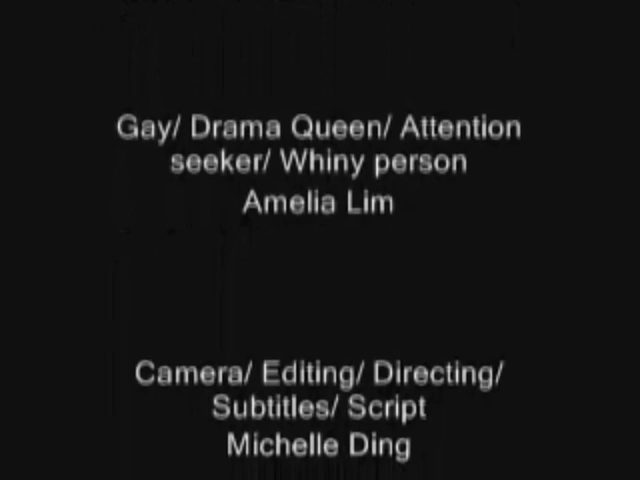 Gay/ Drama Queen/ Attention
seeker/ Whiny person
Amelia Lim
Camera/ Editing/ Directing/
Subtitles/ Script
Michelle Ding